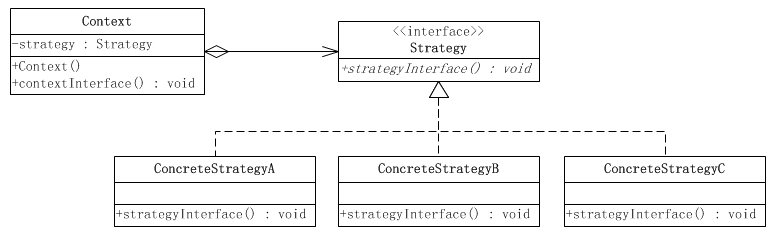 Context
-strategy : Strategy
+Context()
+contextInterface() : void
<<interface>>
Strategy
+strategyInterface() : void
ConcreteStrategyA
+strategyInterface() : void
ConcreteStrategyB
+strategyInterface() : void
ConcreteStrategyC
+strategyInterface() : void